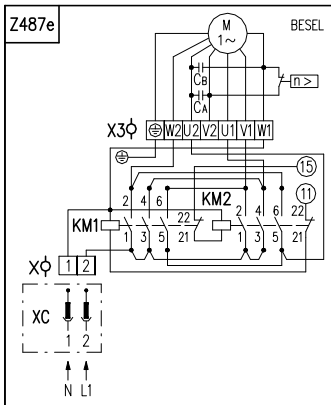 Z487e
BESEL
M
1~
CB
CA
n>
X3 W2 U2 V2 U1 V1 W1
15
11
2 4 6 22 KM2 2 4 6 22
KM1 1 3 5 21 1 3 5 21
X 1 2
XC
1 2
N L1